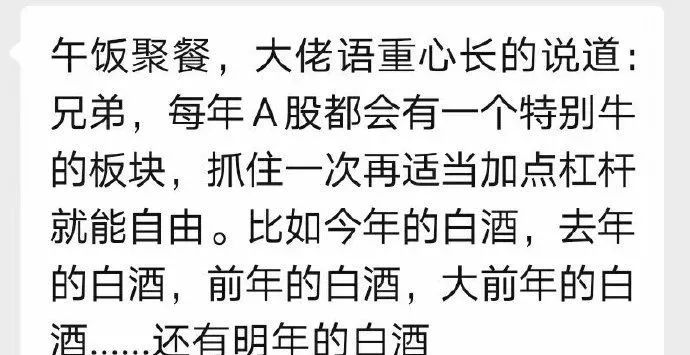 午饭聚餐，大佬语重心长的说道：
兄弟，每年A股都会有一个特别牛
的板块，抓住一次再适当加点杠杆
就能自由。比如今年的白酒，去年
的白酒，前年的白酒，大前年的白
酒......还有明年的白酒